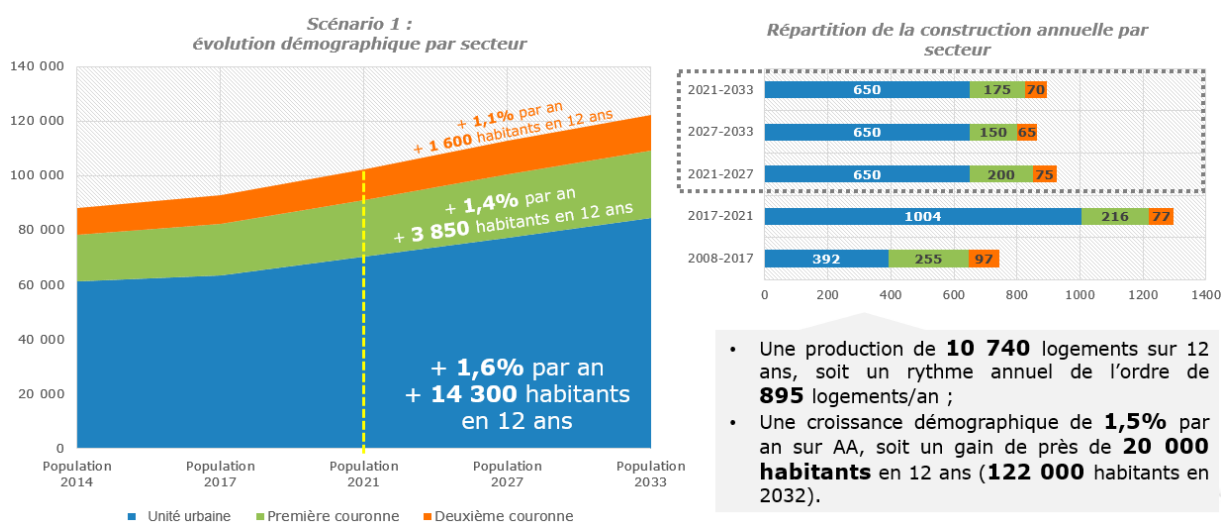 Scénario 1 :
évolution démographique par secteur
140 000
120 000
100 000
80 000
60 000
40 000
20 000
0
+ 1,1% par an
+ 1 600 habitants en 12 ans
+ 1,4% par an
+ 3 850 habitants en 12 ans
+ 1,6% par an
+ 14 300 habitants
en 12 ans
Population 2014
Population 2017
Population 2021
Population 2027
Population 2033
Unité urbaine
Première couronne
Deuxième couronne
Répartition de la construction annuelle par
secteur
2021-2033 650 175 70
2027-2033 650 150 65
2021-2027 650 200 75
2017-2021 1004 216 77
2008-2017 392 255 97
0 200 400 600 800 1000 1200 1400
• Une production de 10 740 logements sur 12
ans, soit un rythme annuel de l'ordre de
895 logements/an ;
• Une croissance démographique de 1,5% par
an sur AA, soit un gain de près de 20 000
habitants en 12 ans (122 000 habitants en
2032).